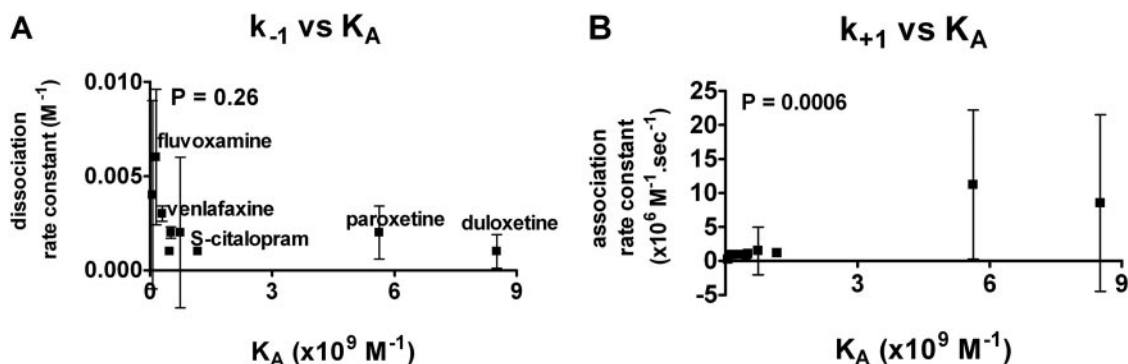 A
k-1 vs KA
dissociation
rate constant (M-1)
0.010
0.005
0.000
P = 0.26
fluvoxamine
venlafaxine
S-citalopram
paroxetine
duloxetine
0
3
6
9
KA (x10^9 M-1)
B
k+1 vs KA
association
rate constant
(x10^6 M-1.sec-1)
25
20
15
10
5
0
-5
P = 0.0006
3
6
9
KA (x10^9 M-1)